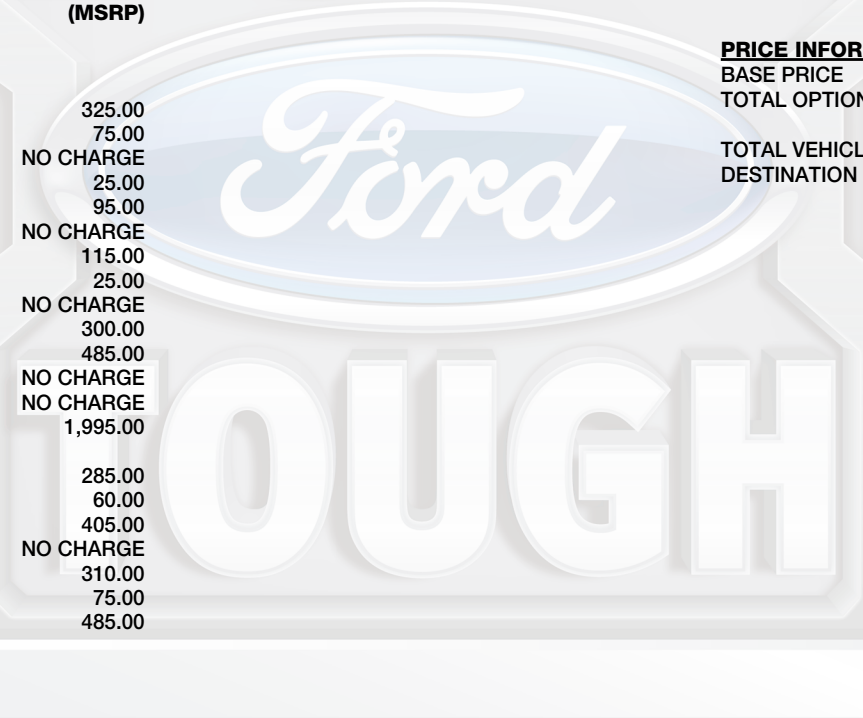 (MSRP)
325.00
75.00
NO CHARGE
25.00
95.00
NO CHARGE
115.00
25.00
NO CHARGE
300.00
485.00
NO CHARGE
NO CHARGE
1,995.00
285.00
60.00
405.00
NO CHARGE
310.00
75.00
485.00
PRICE INFOR
BASE PRICE
TOTAL OPTION
TOTAL VEHICL
DESTINATION
Ford
TOUGH